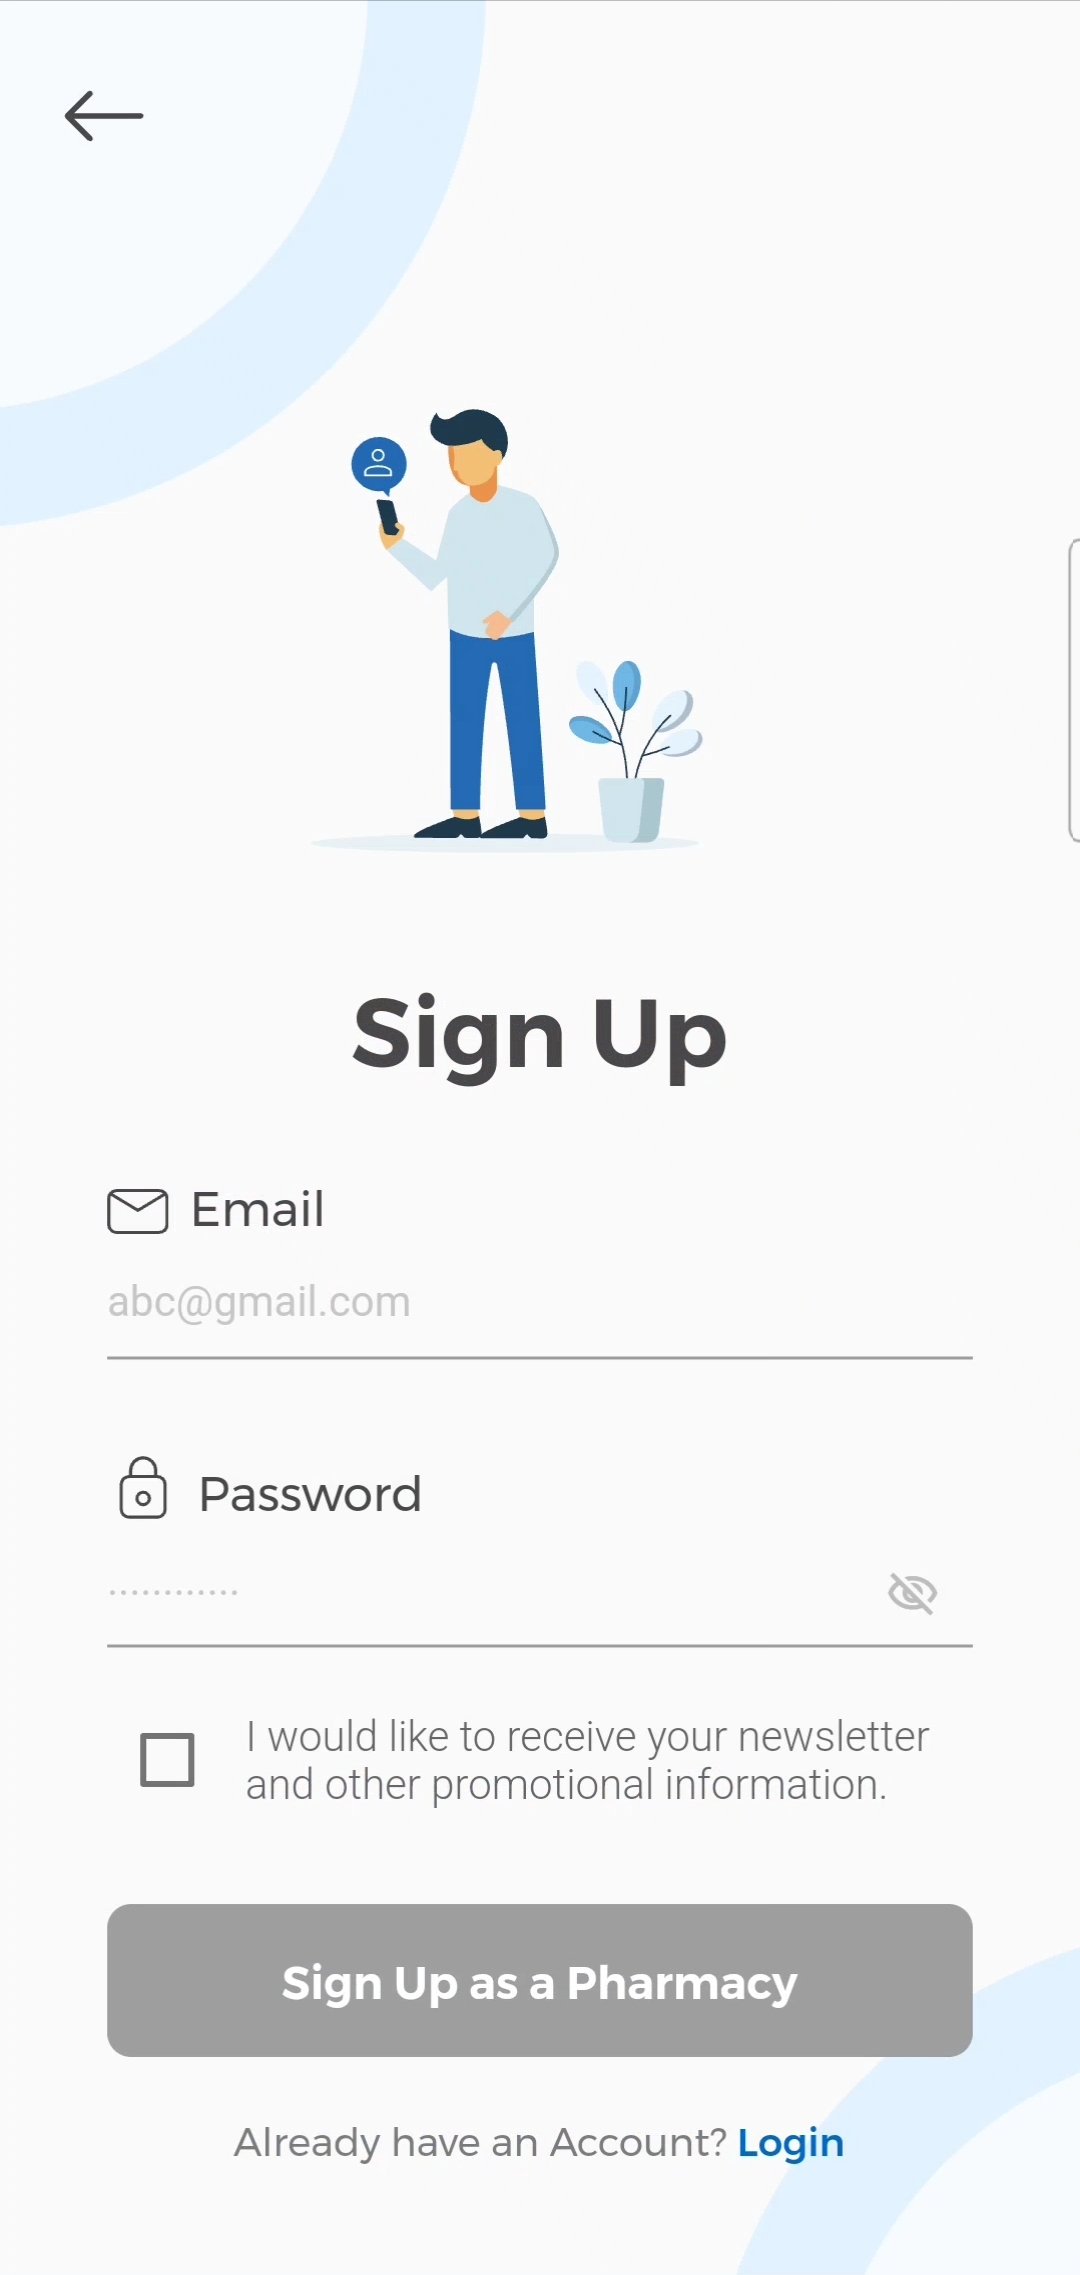 Sign Up
Email
abc@gmail.com
Password
............
I would like to receive your newsletter
and other promotional information.
Sign Up as a Pharmacy
Already have an Account? Login